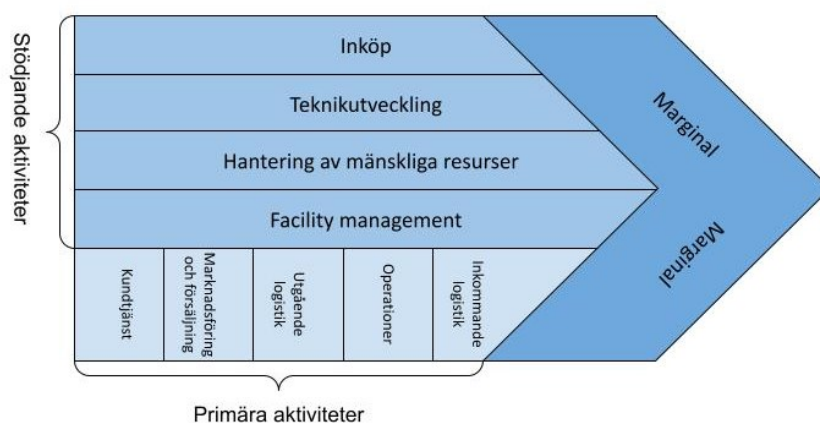 Stödjande aktiviteter
Inköp
Teknikutveckling
Hantering av mänskliga resurser
Facility management
Marginal
Marginal
Kundtjänst
Marknadsföring
och försäljning
Utgående
logistik
Operationer
Inkommande
logistik
Primära aktiviteter